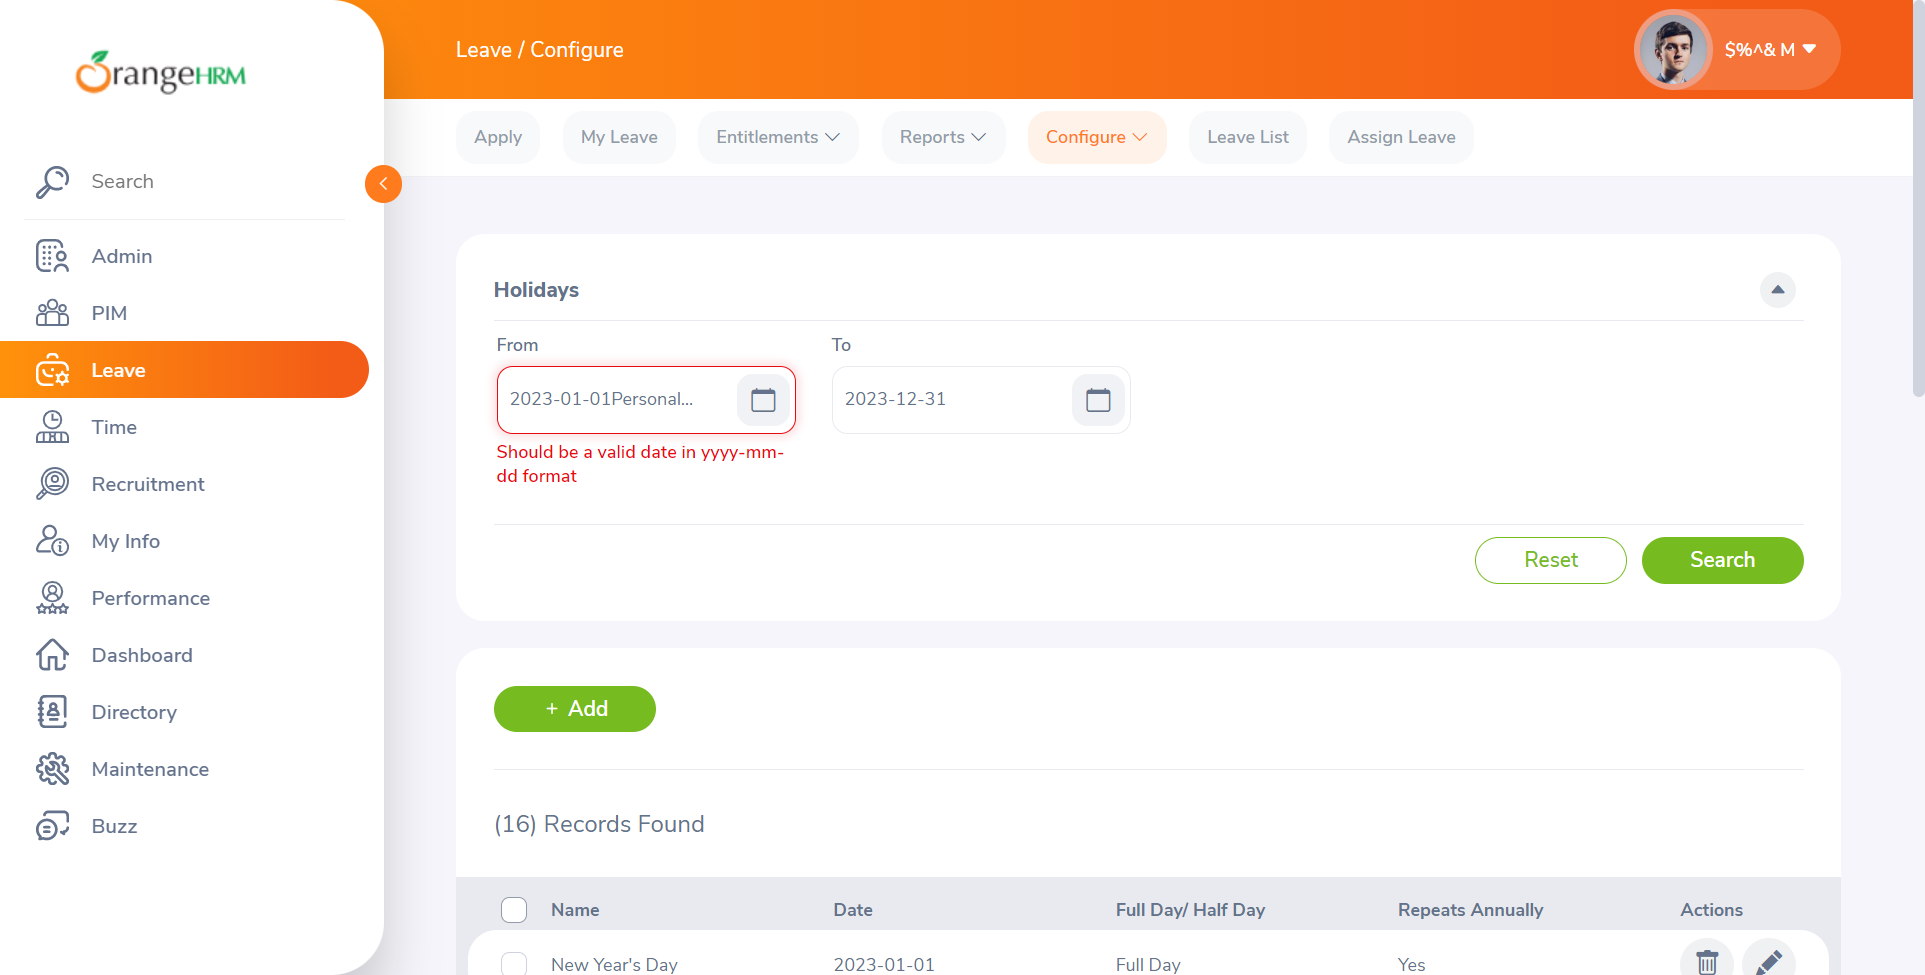 OrangeHRM
Leave / Configure
$%^& M
Apply
My Leave
Entitlements
Reports
Configure
Leave List
Assign Leave
Search
Admin
PIM
Leave
Time
Recruitment
My Info
Performance
Dashboard
Directory
Maintenance
Buzz
Holidays
From
To
2023-01-01Personal...
2023-12-31
Should be a valid date in yyyy-mm-
dd format
Reset
Search
+ Add
(16) Records Found
Name Date Full Day/ Half Day Repeats Annually Actions
New Year's Day 2023-01-01 Full Day Yes